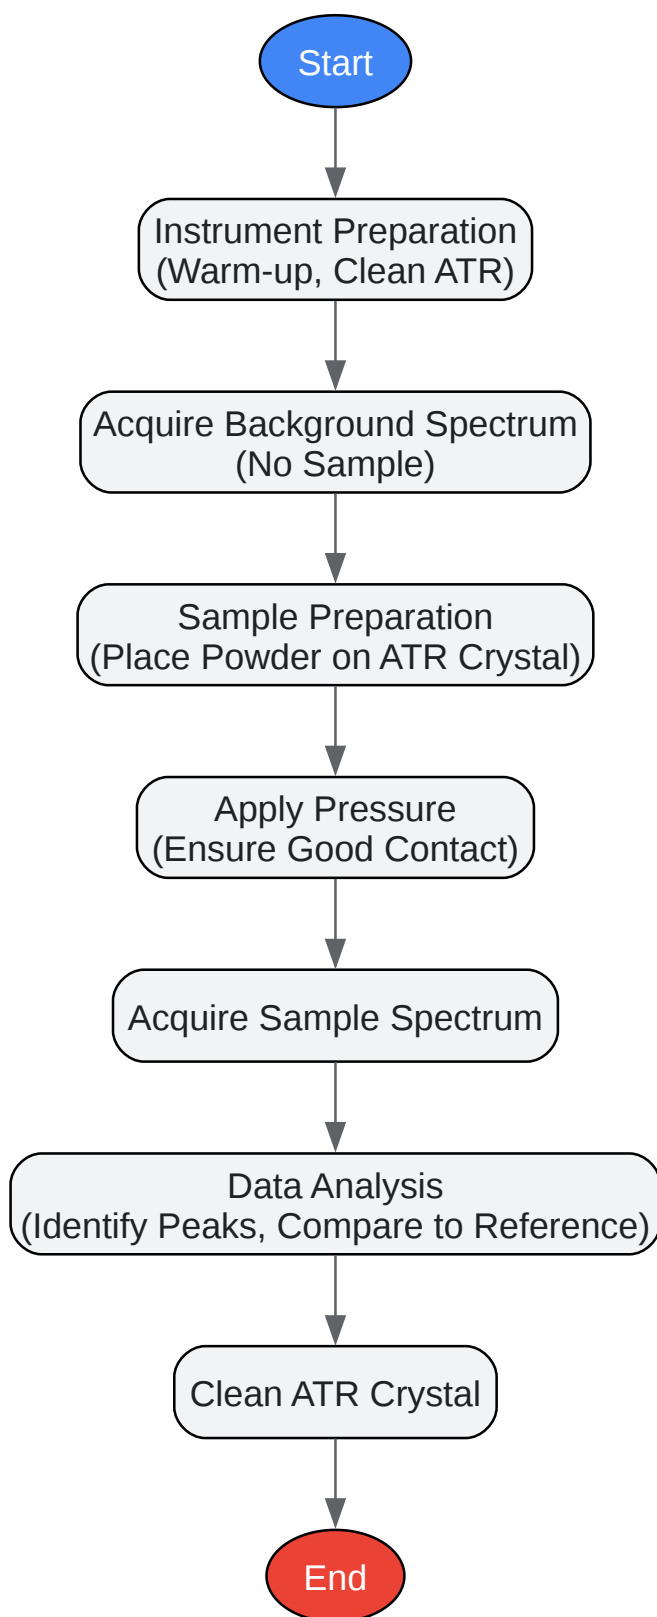 Start
Instrument Preparation
(Warm-up, Clean ATR)
Acquire Background Spectrum
(No Sample)
Sample Preparation
(Place Powder on ATR Crystal)
Apply Pressure
(Ensure Good Contact)
Acquire Sample Spectrum
Data Analysis
(Identify Peaks, Compare to Reference)
Clean ATR Crystal
End